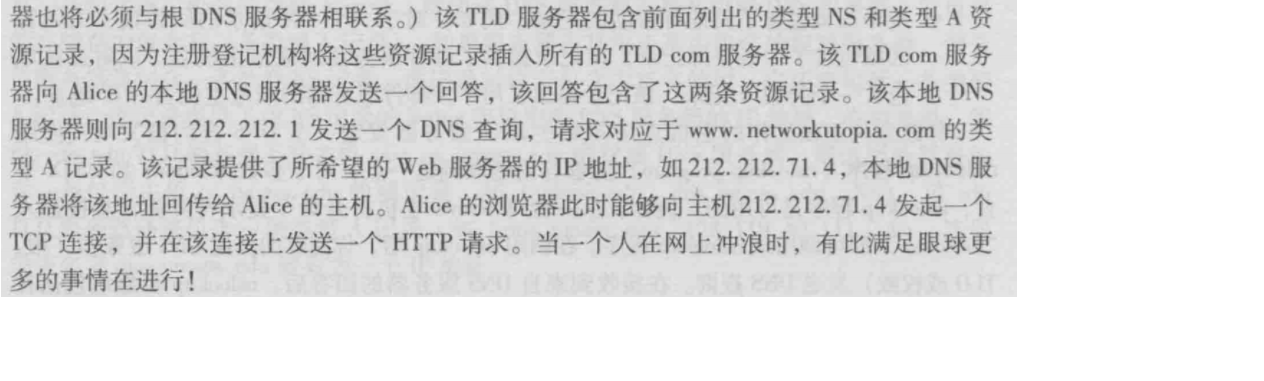 器也将必须与根 DNS 服务器相联系。）该 TLD 服务器包含前面列出的类型 NS 和类型 A 资
源记录，因为注册登记机构将这些资源记录插入所有的 TLD com 服务器。该 TLD com 服务
器向 Alice 的本地 DNS 服务器发送一个回答，该回答包含了这两条资源记录。该本地 DNS
服务器则向 212. 212. 212. 1 发送一个 DNS 查询，请求对应于 www. networkutopia. com 的类
型 A 记录。该记录提供了所希望的 Web 服务器的 IP 地址，如 212. 212. 71. 4，本地 DNS 服
务器将该地址回传给 Alice 的主机。Alice 的浏览器此时能够向主机 212. 212. 71. 4 发起一个
TCP 连接，并在该连接上发送一个 HTTP 请求。当一个人在网上冲浪时，有比满足眼球更
多的事情在进行！